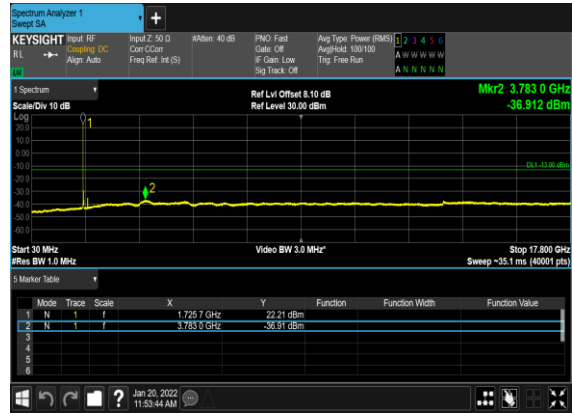 Spectrum Analyzer 1
Swept SA
+
KEYSIGHT Input: RF Input Z: 50 Ω #Atten: 40 dB PNO: Fast Avg Type: Power (RMS) 1 2 3 4 5 6
RL Coupling: DC Corr CCorr Gate: Off Avg|Hold: 100/100 A W W W W W
Align: Auto Freq Ref: Int (S) IF Gain: Low Trig: Free Run
Sig Track: Off A N N N N N
1 Spectrum Ref Lvl Offset 8.10 dB Mkr2 3.783 0 GHz
Scale/Div 10 dB Ref Level 30.00 dBm -36.912 dBm
Log
20.0 1
10.0
0.00
-10.0 DL1 -13.00 dBm
-20.0
-30.0 2
-40.0
-50.0
-60.0
Start 30 MHz Video BW 3.0 MHz* Stop 17.800 GHz
#Res BW 1.0 MHz Sweep ~35.1 ms (40001 pts)
5 Marker Table
Mode Trace Scale X Y Function Function Width Function Value
1 N 1 f 1.725 7 GHz 22.21 dBm
2 N 1 f 3.783 0 GHz -36.91 dBm
3
4
5
6
? Jan 20, 2022
11:53:44 AM